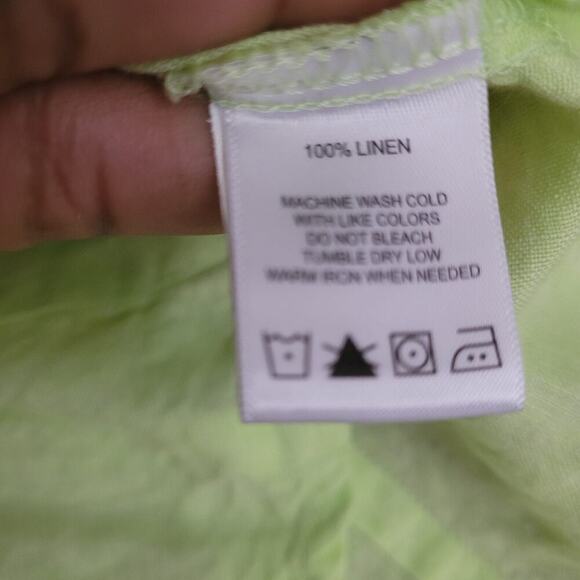 100% LINEN
MACHINE WASH COLD
WITH LIKE COLORS
DO NOT BLEACH
TUMBLE DRY LOW
WARM IRON WHEN NEEDED